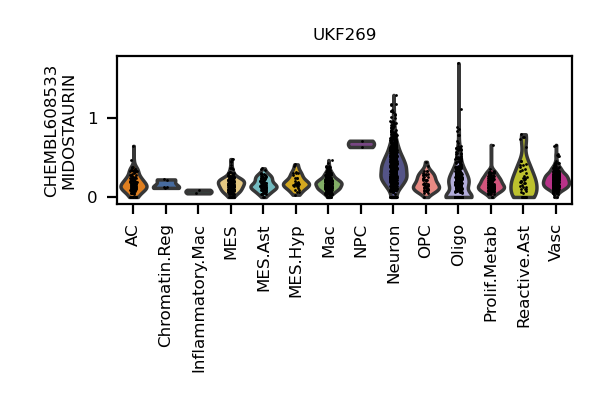 UKF269
CHEMBL608533
MIDOSTAURIN
1
0
AC
Chromatin.Reg
Inflammatory.Mac
MES
MES.Ast
MES.Hyp
Mac
NPC
Neuron
OPC
Oligo
Prolif.Metab
Reactive.Ast
Vasc